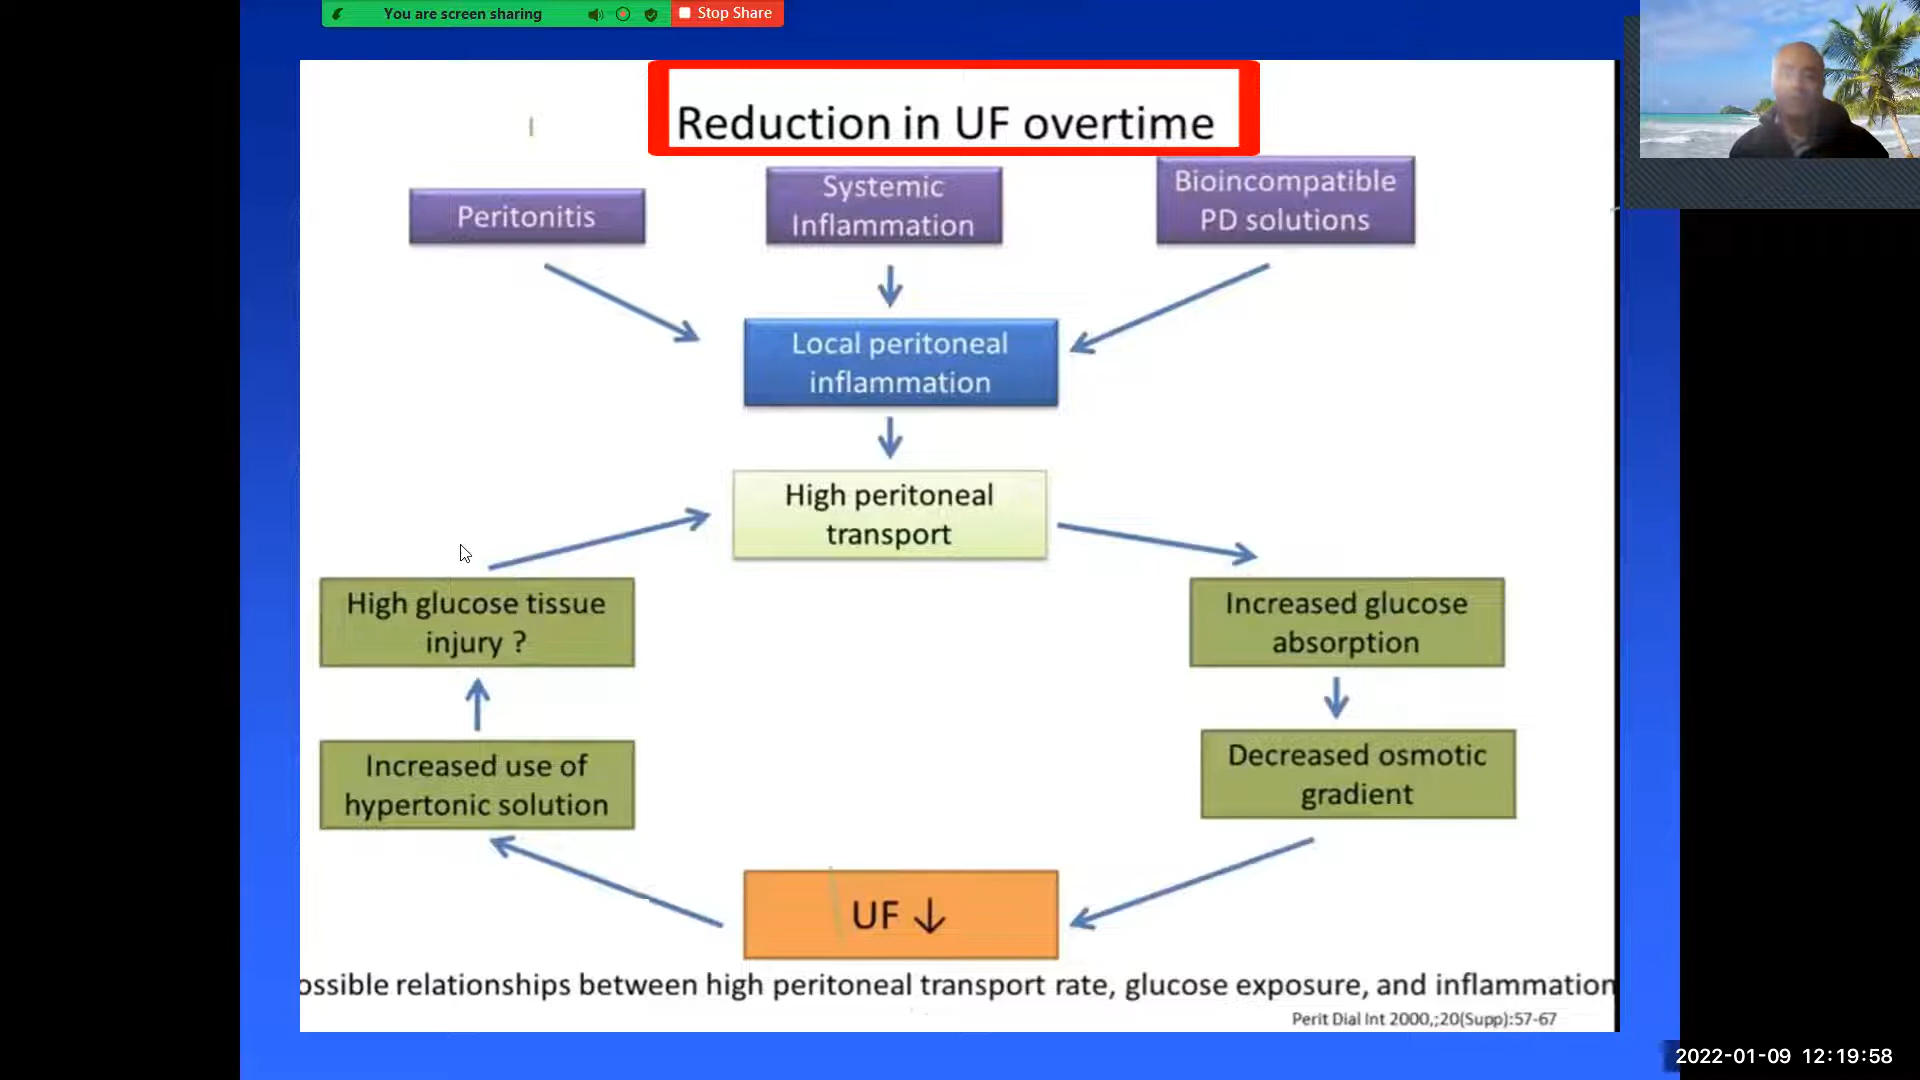 You are screen sharing
Stop Share
Reduction in UF overtime
Peritonitis
Systemic
Inflammation
Bioincompatible
PD solutions
Local peritoneal
inflammation
High peritoneal
transport
High glucose tissue
injury ?
Increased glucose
absorption
Increased use of
hypertonic solution
Decreased osmotic
gradient
UF ↓
ossible relationships between high peritoneal transport rate, glucose exposure, and inflammation
Perit Dial Int 2000,;20(Supp):57-67
2022-01-09 12:19:58